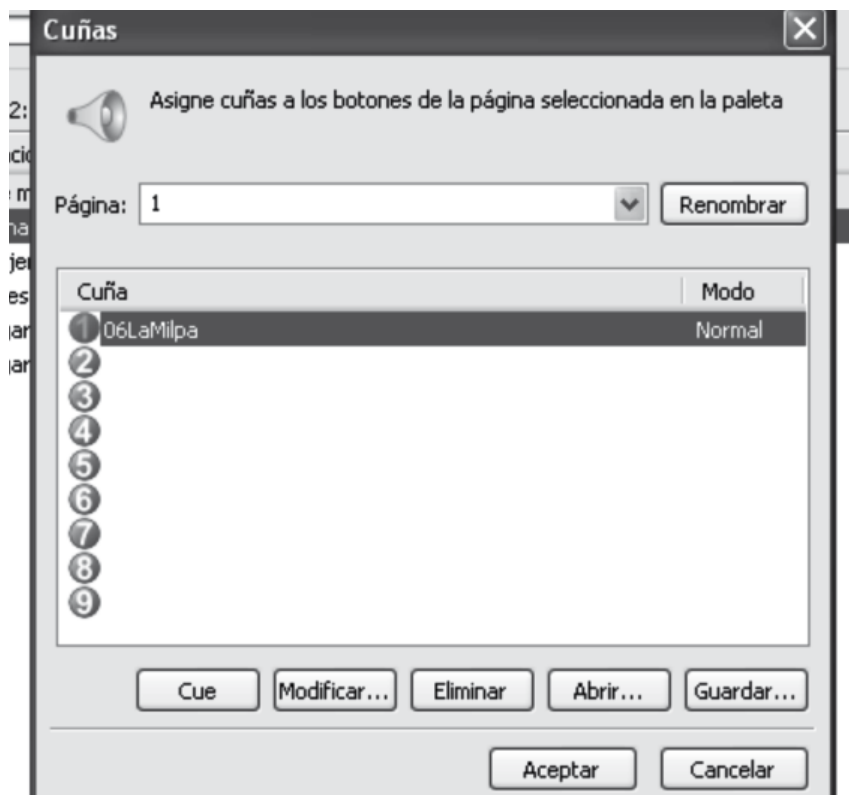 Cuñas
Asigne cuñas a los botones de la página seleccionada en la paleta
Página: 1 Renombrar
Cuña Modo
1 06LaMilpa Normal
2
3
4
5
6
7
8
9
Cue Modificar... Eliminar Abrir... Guardar...
Aceptar Cancelar